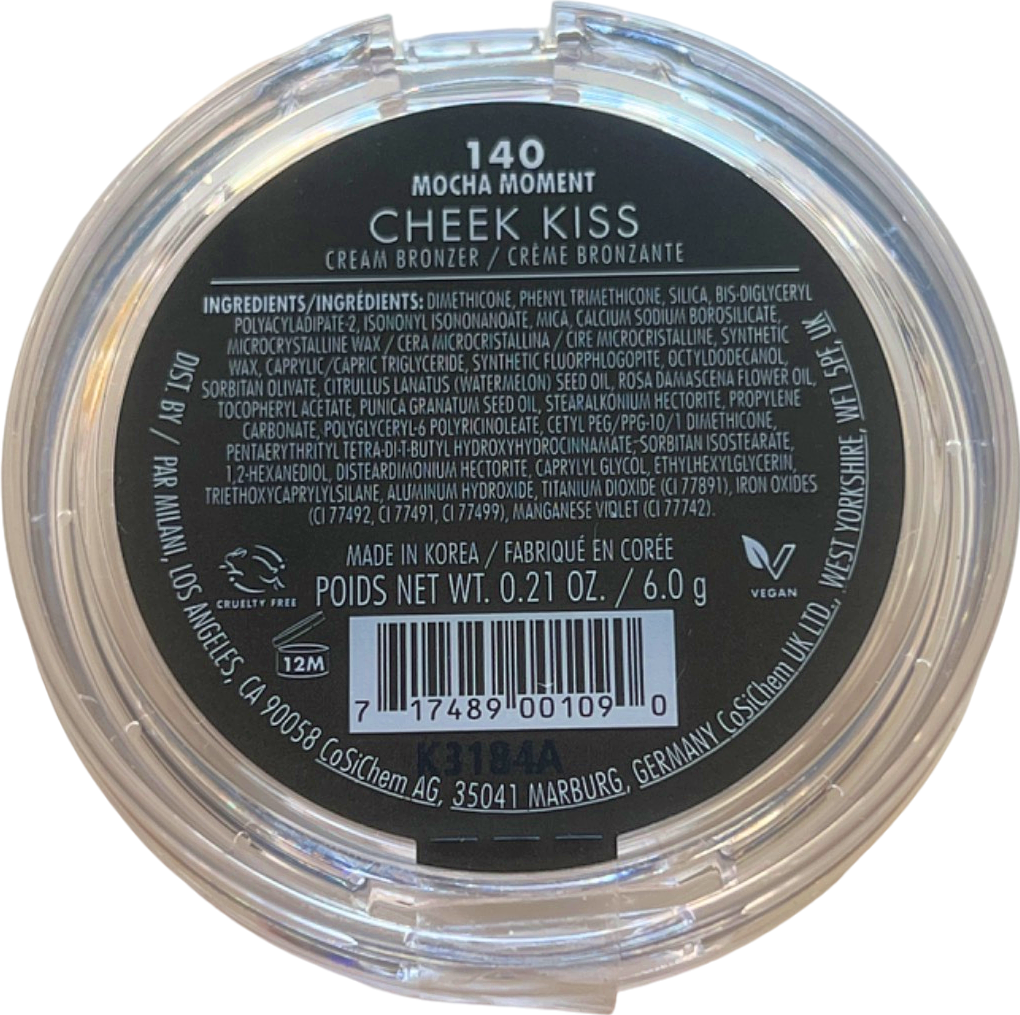 140
MOCHA MOMENT
CHEEK KISS
CREAM BRONZER / CRÈME BRONZANTE
INGREDIENTS/INGRÉDIENTS: DIMETHICONE, PHENYL TRIMETHICONE, SILICA, BIS-DIGLYCERYL
POLYACYLADIPATE-2, ISONONYL ISONONANOATE, MICA, CALCIUM SODIUM BOROSILICATE,
MICROCRYSTALLINE WAX / CERA MICROCRISTALLINA / CIRE MICROCRISTALLINE, SYNTHETIC
WAX, CAPRYLIC/CAPRIC TRIGLYCERIDE, SYNTHETIC FLUORPHLOGOPITE, OCTYLDODECANOL,
SORBITAN OLIVATE, CITRULLUS LANATUS (WATERMELON) SEED OIL, ROSA DAMASCENA FLOWER OIL,
TOCOPHERYL ACETATE, PUNICA GRANATUM SEED OIL, STEARALKONIUM HECTORITE, PROPYLENE
CARBONATE, POLYGLYCERYL-6 POLYRICINOLEATE, CETYL PEG/PPG-10/1 DIMETHICONE,
PENTAERYTHRITYL TETRA-DI-T-BUTYL HYDROXYHYDROCINNAMATE, SORBITAN ISOSTEARATE,
1,2-HEXANEDIOL, DISTEARDIMONIUM HECTORITE, CAPRYLYL GLYCOL, ETHYLHEXYLGLYCERIN,
TRIETHOXYCAPRYLYLSILANE, ALUMINUM HYDROXIDE, TITANIUM DIOXIDE (CI 77891), IRON OXIDES
(CI 77492, CI 77491, CI 77499), MANGANESE VIOLET (CI 77742).
MADE IN KOREA / FABRIQUÉ EN CORÉE
CRUELTY FREE
POIDS NET WT. 0.21 OZ. / 6.0 g
VEGAN
12M
7 17489 00109 0
K3184A
DIST. BY / PAR MILANI, LOS ANGELES, CA 90058 CoSiChem AG, 35041 MARBURG, GERMANY CoSiChem UK LTD., WEST YORKSHIRE, WF1 5PE, UK